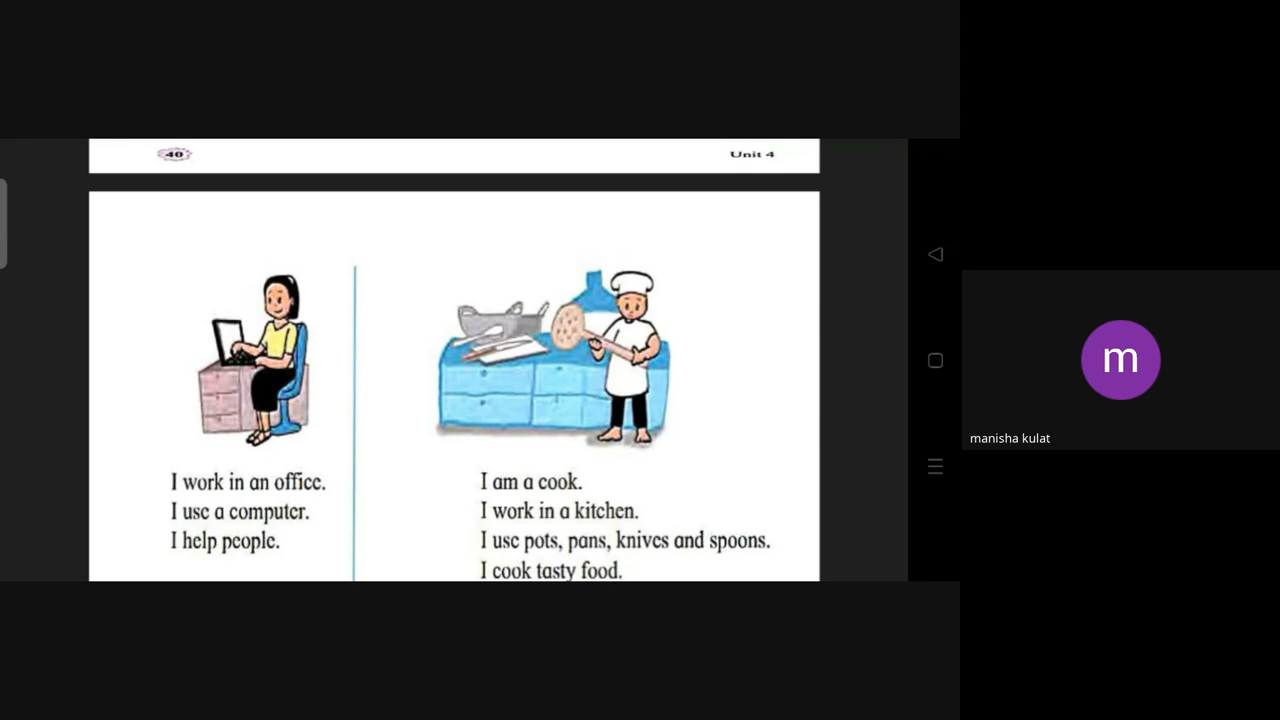 40
Unit 4
I work in an office.
I use a computer.
I help people.
I am a cook.
I work in a kitchen.
I use pots, pans, knives and spoons.
I cook tasty food.
m
manisha kulat